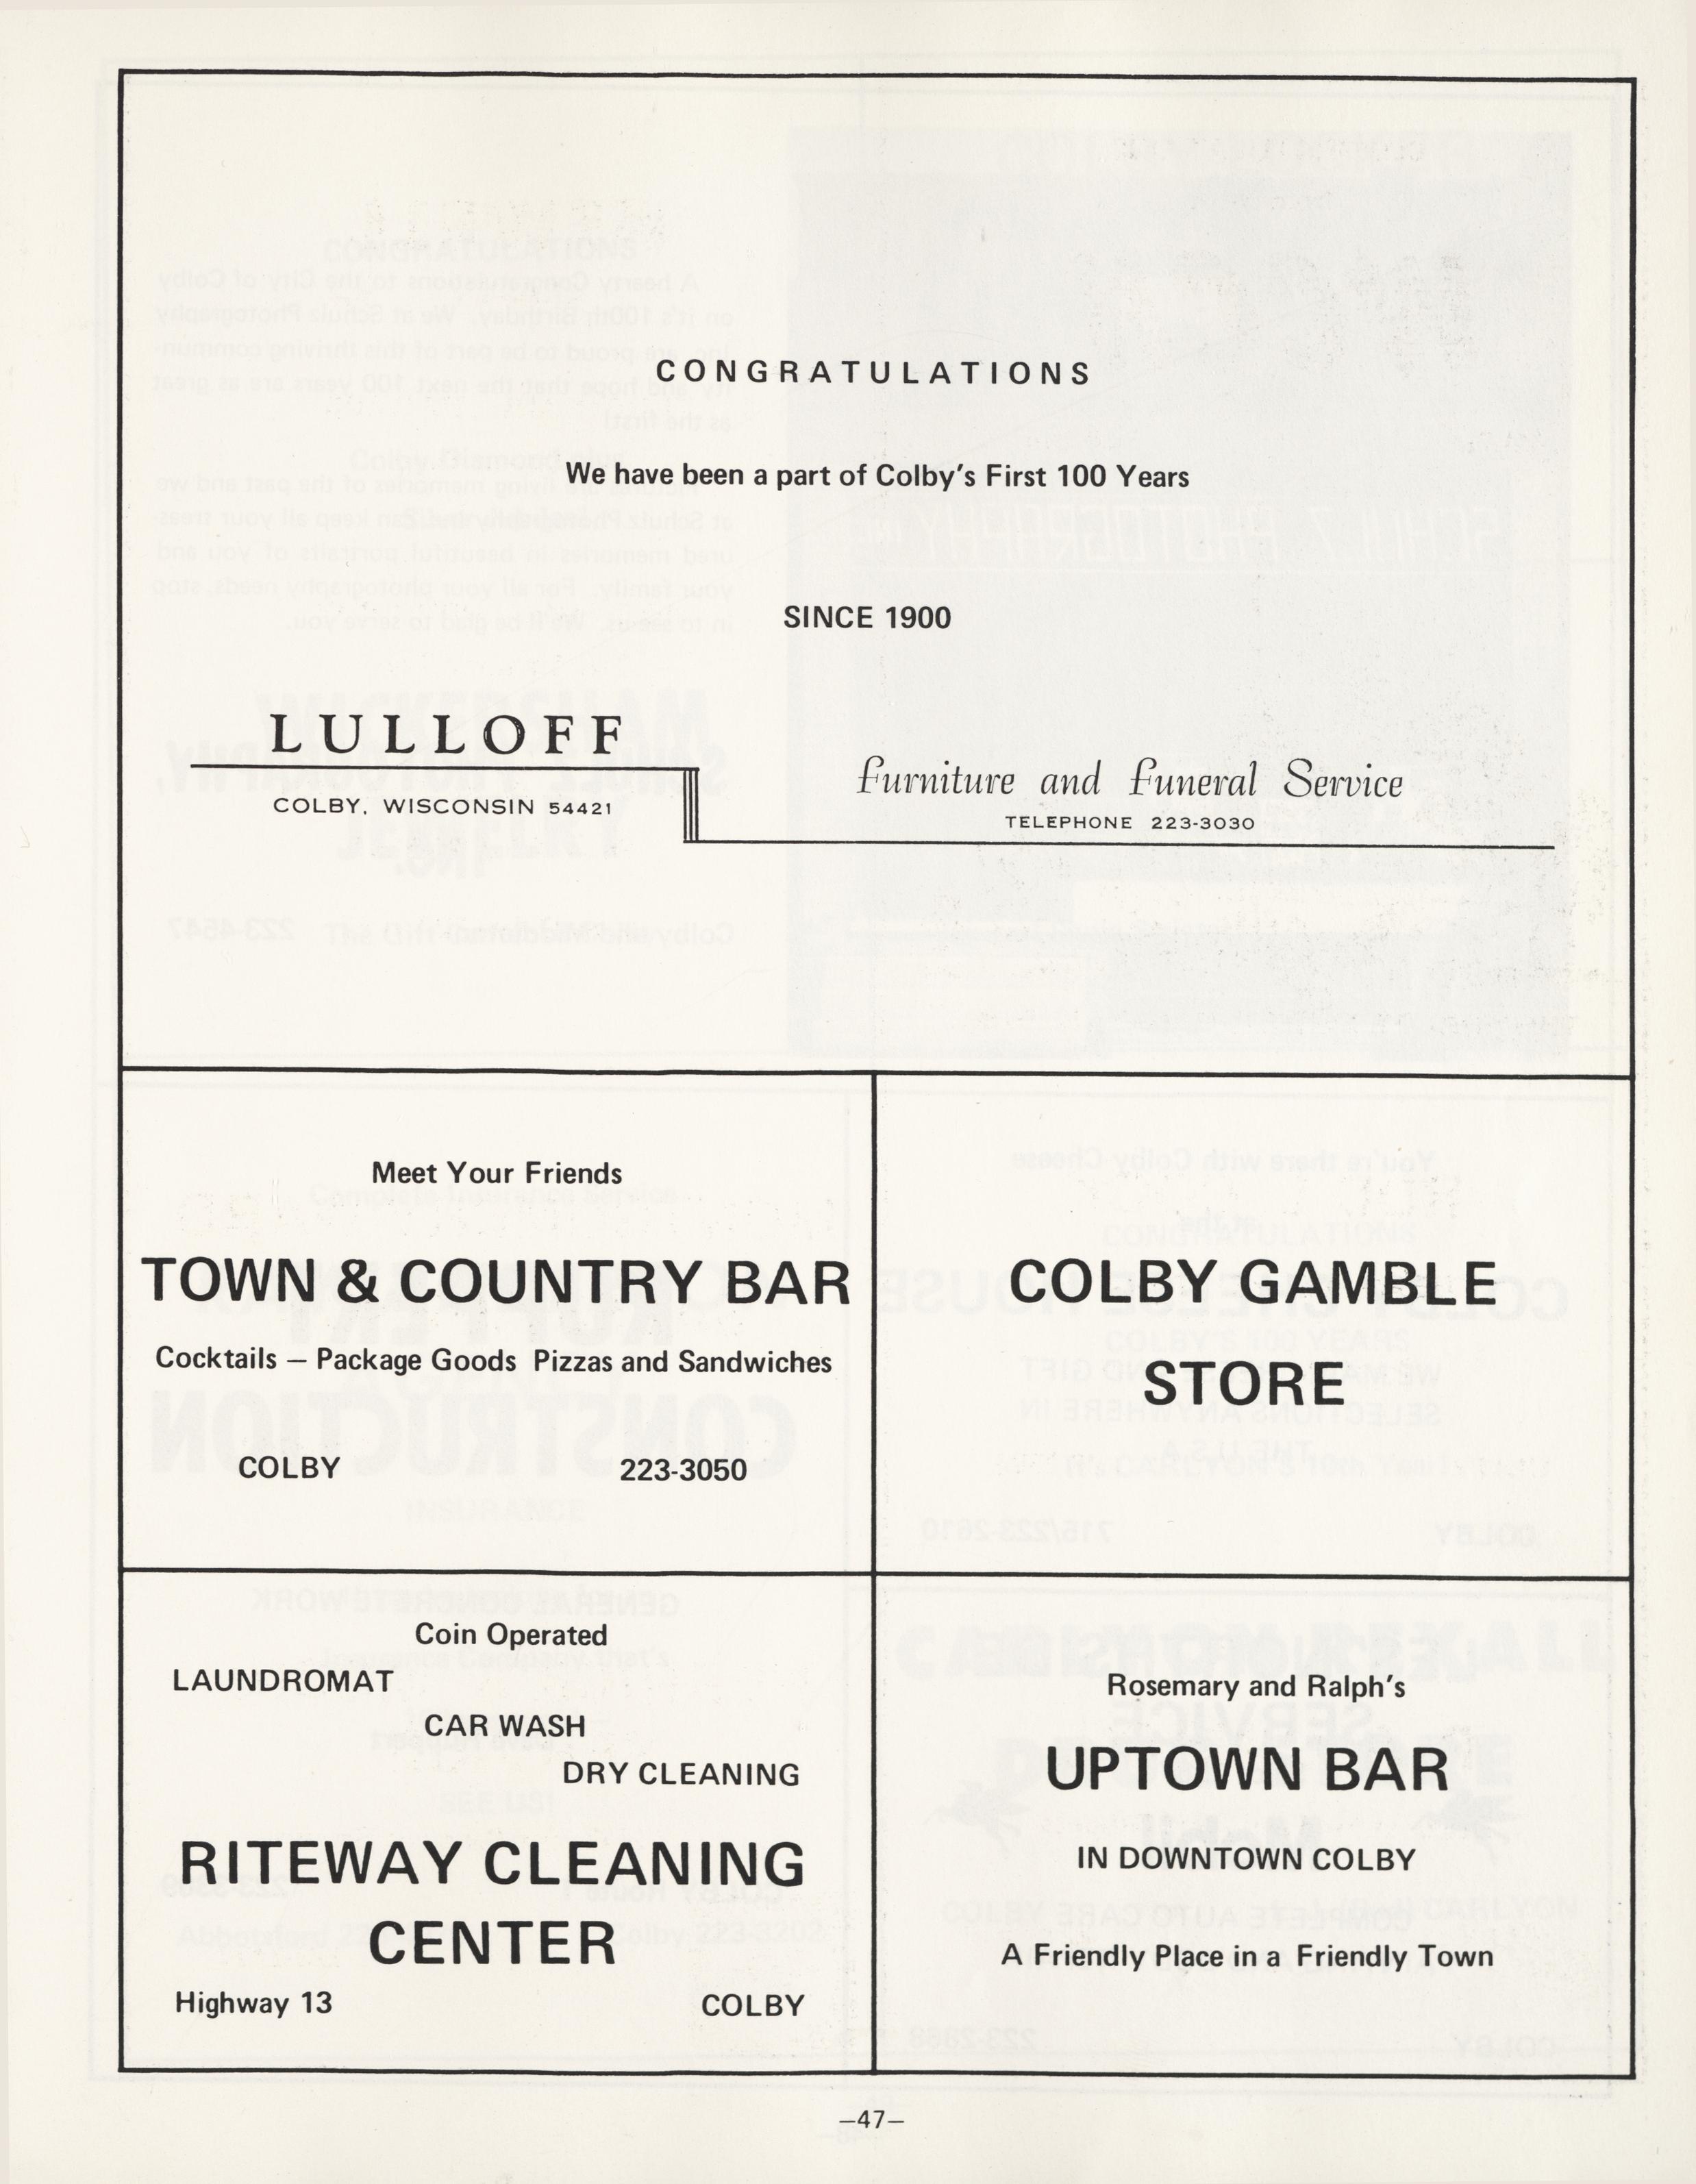 CONGRATULATIONS
We have been a part of Colby's First 100 Years
SINCE 1900
LULLOFF
COLBY, WISCONSIN 54421
Furniture and Funeral Service
TELEPHONE 223-3030
Meet Your Friends
TOWN & COUNTRY BAR
Cocktails — Package Goods Pizzas and Sandwiches
COLBY 223-3050
COLBY GAMBLE
STORE
Coin Operated
LAUNDROMAT
CAR WASH
DRY CLEANING
RITEWAY CLEANING
CENTER
Highway 13 COLBY
Rosemary and Ralph's
UPTOWN BAR
IN DOWNTOWN COLBY
A Friendly Place in a Friendly Town
—47—